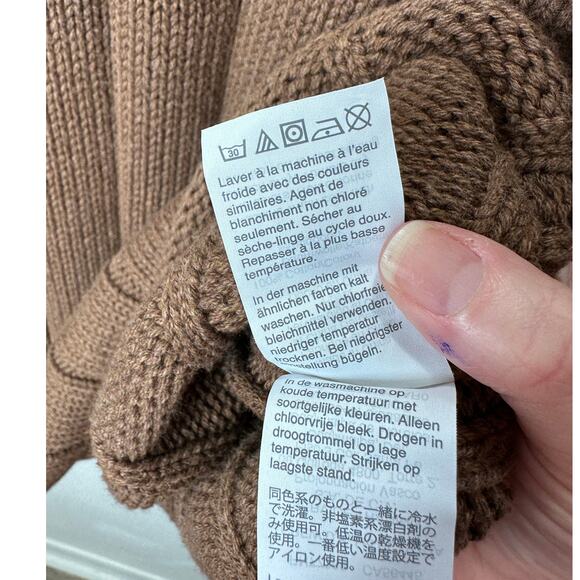 30
Laver à la machine à l'eau
froide avec des couleurs
similaires. Agent de
blanchiment non chloré
seulement. Sécher au
sèche-linge au cycle doux.
Repasser à la plus basse
température.
In der maschine mit
ähnlichen farben kalt
waschen. Nur chlorfreie
bleichmittel verwenden.
niedriger temperatur
trocknen. Bei niedrigster
bügeln.
In de wasmachine op
koude temperatuur met
soortgelijke kleuren. Alleen
chloorvrije bleek. Drogen in
droogtrommel op lage
temperatuur. Strijken op
laagste stand.
同色系のものと一緒に冷水
で洗濯。非塩素系漂白剤の
み使用可。低温の乾燥機を
使用。一番低い温度設定で
アイロン使用。